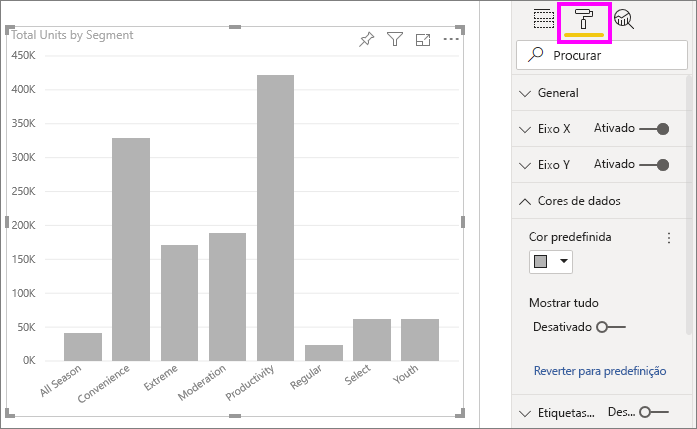 Total Units by Segment
450K
400K
350K
300K
250K
200K
150K
100K
50K
0K
All Season
Convenience
Extreme
Moderation
Productivity
Regular
Select
Youth
Procurar
General
Eixo X Ativado
Eixo Y Ativado
Cores de dados
Cor predefinida
Mostrar tudo
Desativado
Reverter para predefinição
Etiquetas... Des...